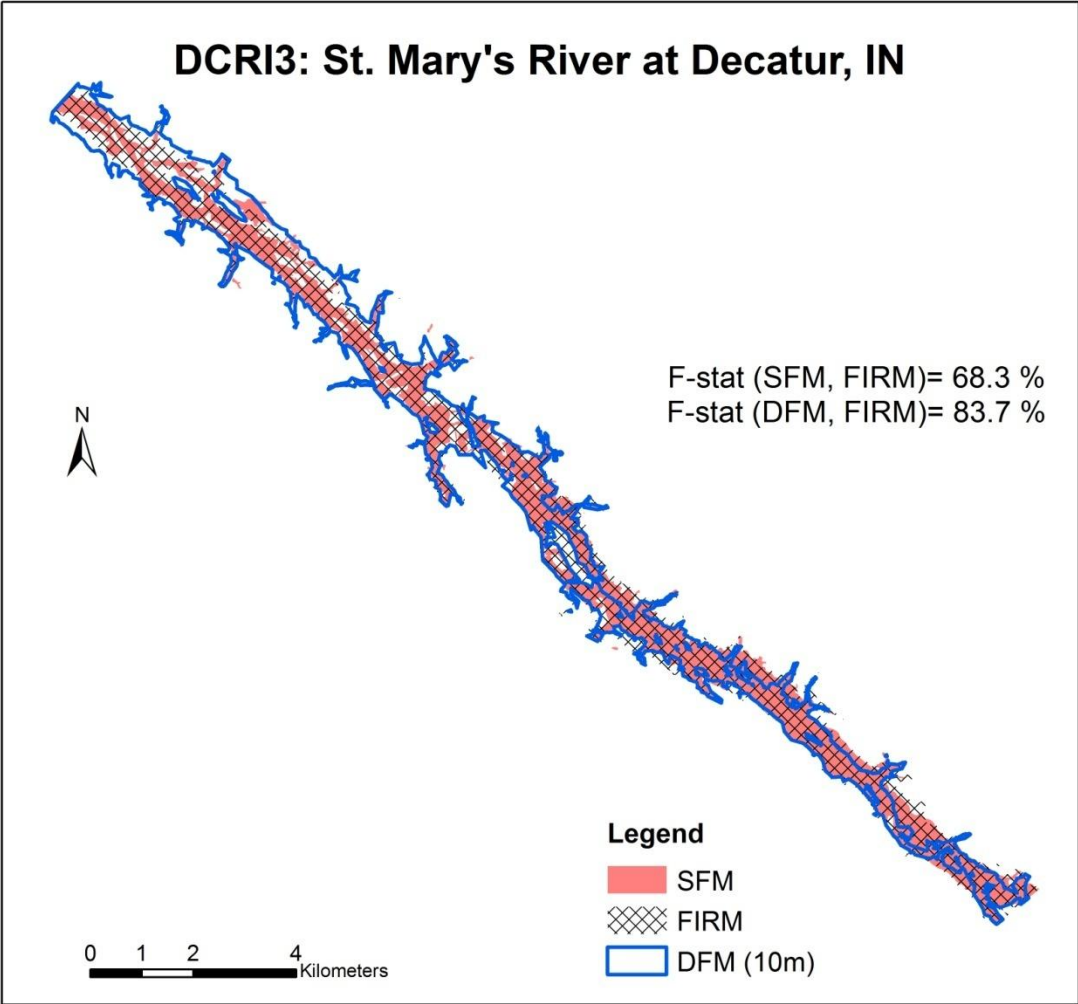 DCRI3: St. Mary's River at Decatur, IN
F-stat (SFM, FIRM)= 68.3 %
F-stat (DFM, FIRM)= 83.7 %
N
Legend
SFM
FIRM
DFM (10m)
0 1 2 4
Kilometers